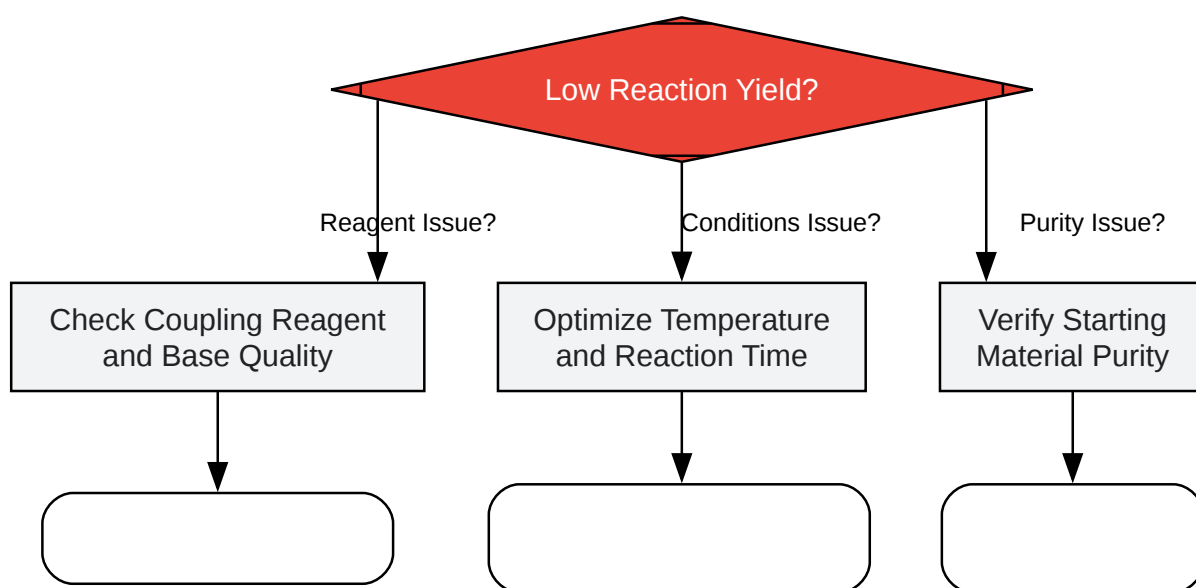 Low Reaction Yield?
Reagent Issue?
Conditions Issue?
Purity Issue?
Check Coupling Reagent
and Base Quality
Optimize Temperature
and Reaction Time
Verify Starting
Material Purity